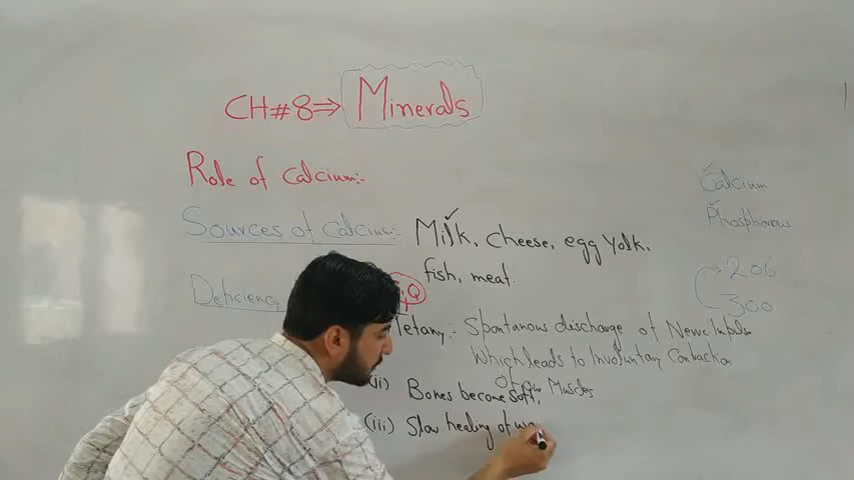 CH#8⇒ Minerals
Role of Calcium:-
Sources of Calcium:- Milk, Cheese, egg Yolk,
fish, meat.
Deficienc
Q
Tetany:- Spontanous discharge of Nerve Impulse
Which leads to Involuntary Contraction
of our Muscles
(ii) Bones become soft,
(iii) Slow healing of
Calcium
Phosphorous
206
300